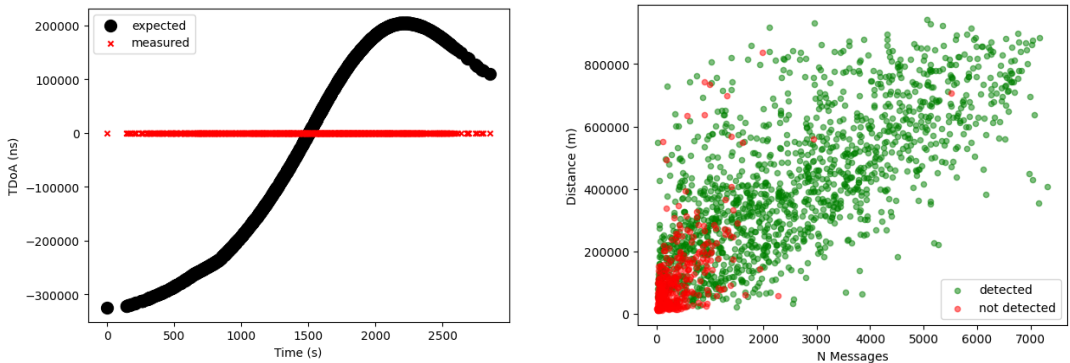 expected
measured
200000
100000
0
-100000
-200000
-300000
TDoA (ns)
0 500 1000 1500 2000 2500
Time (s)
800000
600000
400000
200000
0
Distance (m)
detected
not detected
0 1000 2000 3000 4000 5000 6000 7000
N Messages